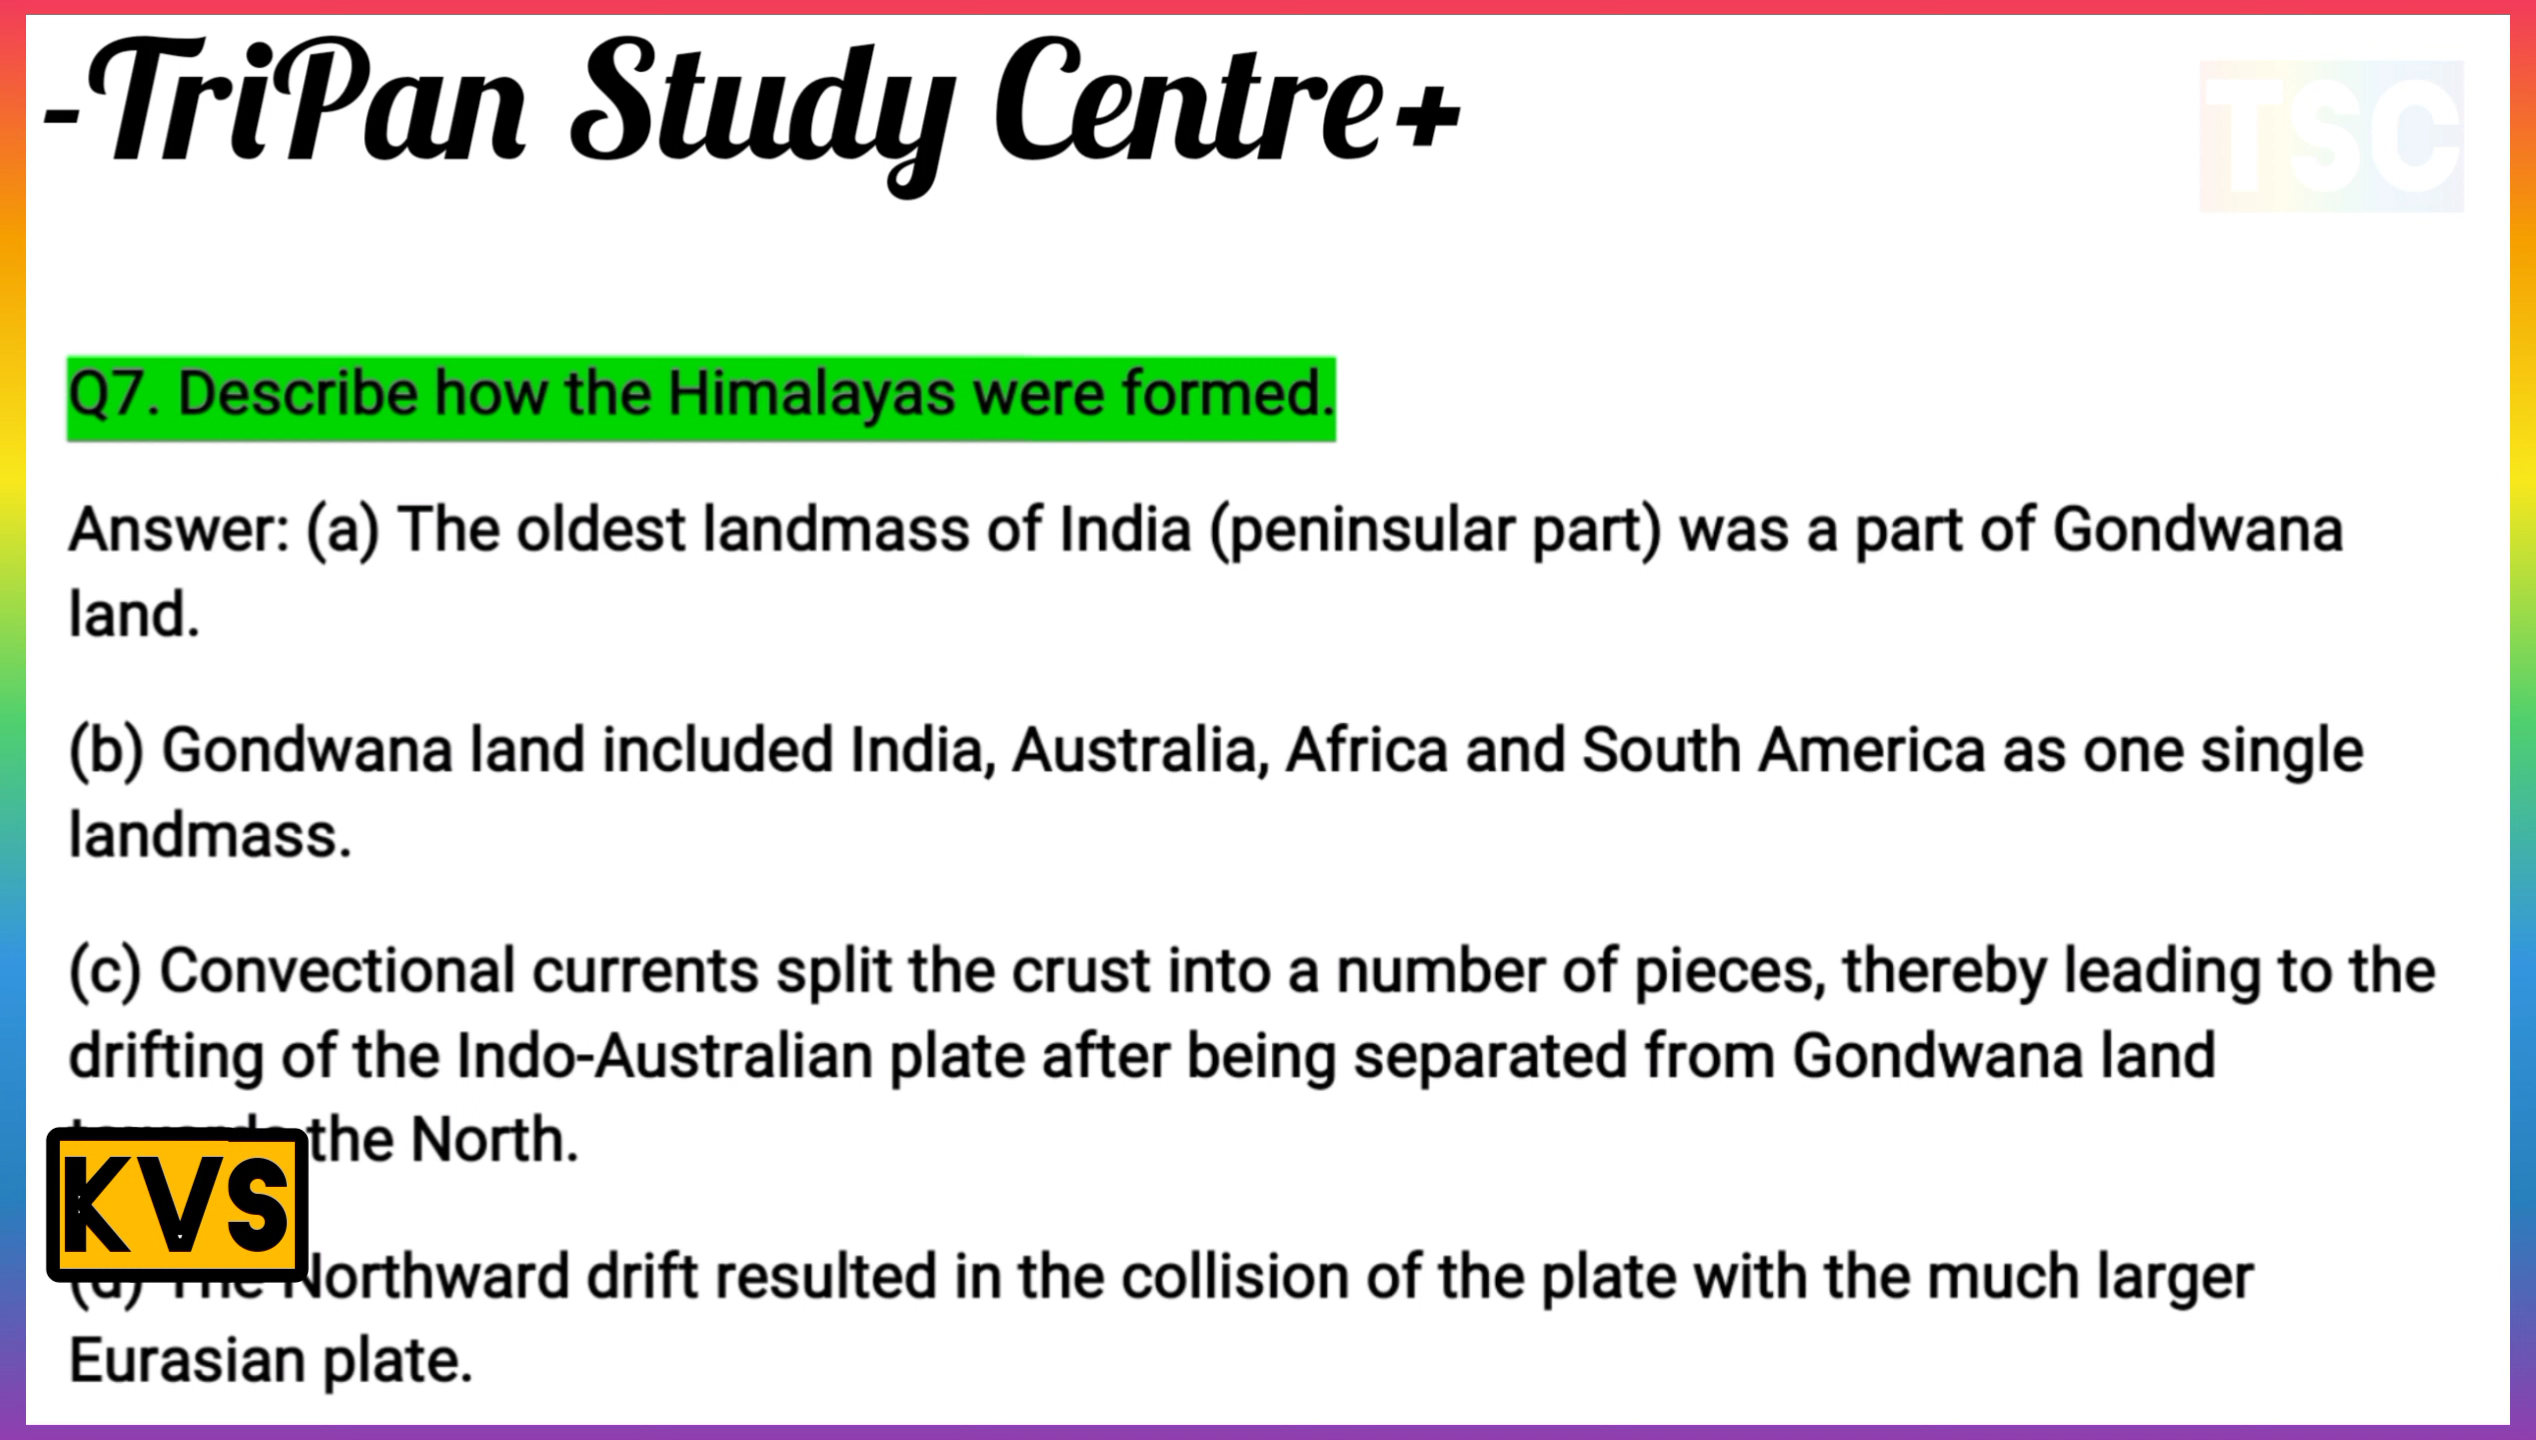 -TriPan Study Centre+
TSC
Q7. Describe how the Himalayas were formed.
Answer: (a) The oldest landmass of India (peninsular part) was a part of Gondwana
land.
(b) Gondwana land included India, Australia, Africa and South America as one single
landmass.
(c) Convectional currents split the crust into a number of pieces, thereby leading to the
drifting of the Indo-Australian plate after being separated from Gondwana land
towards the North.
KVS
(d) The Northward drift resulted in the collision of the plate with the much larger
Eurasian plate.